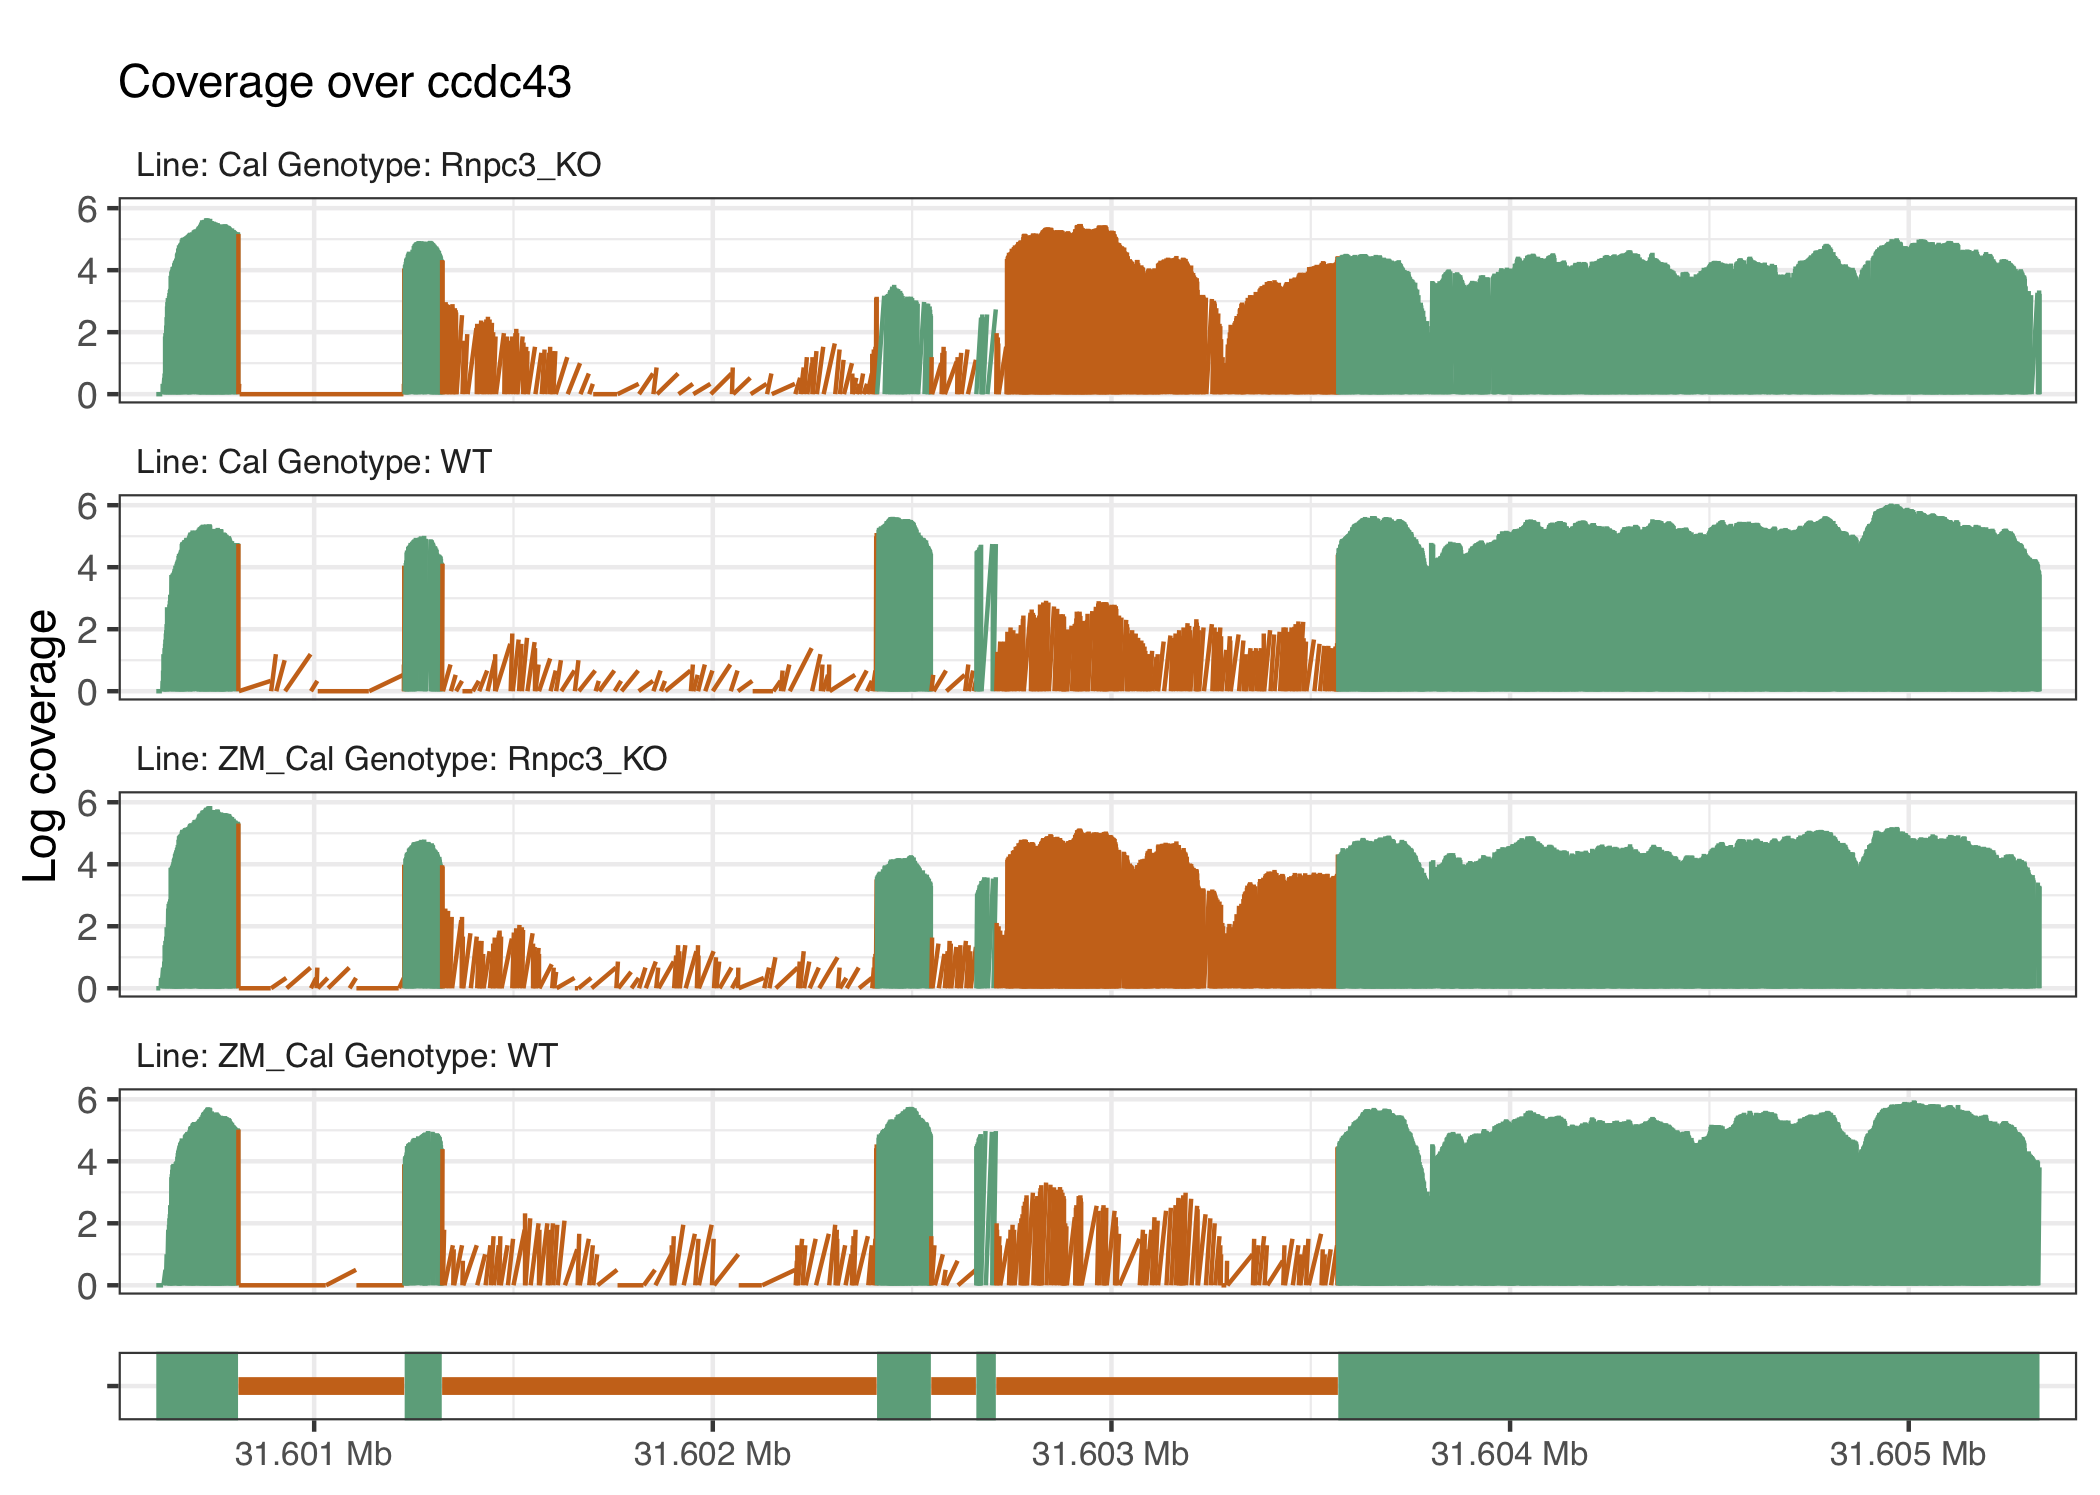 Coverage over ccdc43
Line: Cal Genotype: Rnpc3_KO
6
4
2
0
Line: Cal Genotype: WT
6
4
2
0
Log coverage
Line: ZM_Cal Genotype: Rnpc3_KO
6
4
2
0
Line: ZM_Cal Genotype: WT
6
4
2
0
31.601 Mb 31.602 Mb 31.603 Mb 31.604 Mb 31.605 Mb